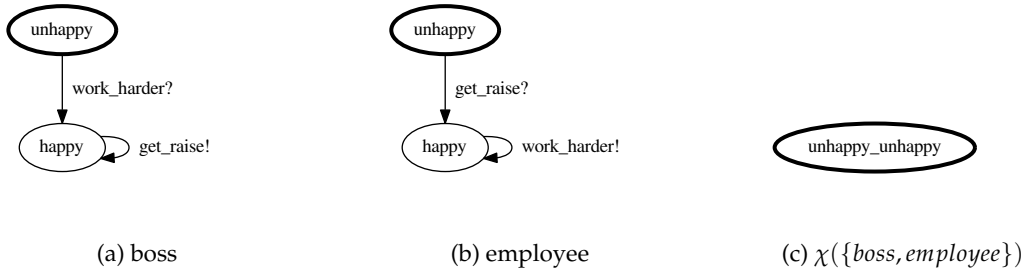 unhappy
work_harder?
happy
get_raise!
(a) boss
unhappy
get_raise?
happy
work_harder!
(b) employee
unhappy_unhappy
(c) χ({boss, employee})